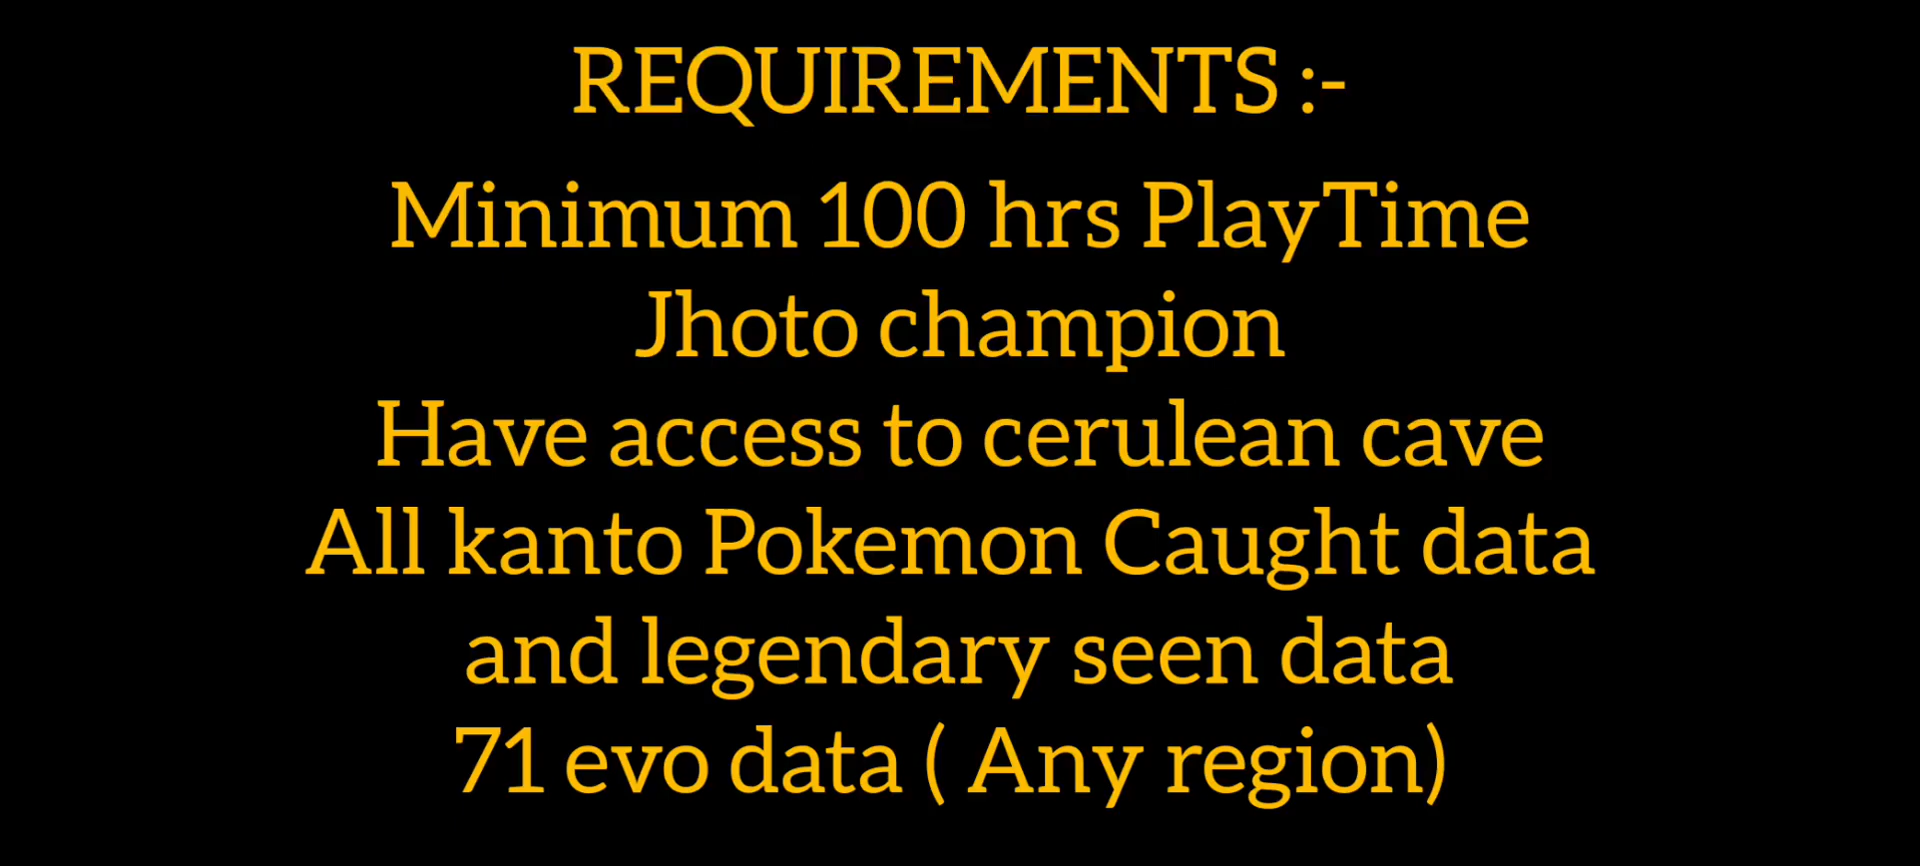 REQUIREMENTS :-
Minimum 100 hrs PlayTime
Jhoto champion
Have access to cerulean cave
All kanto Pokemon Caught data
and legendary seen data
71 evo data ( Any region)